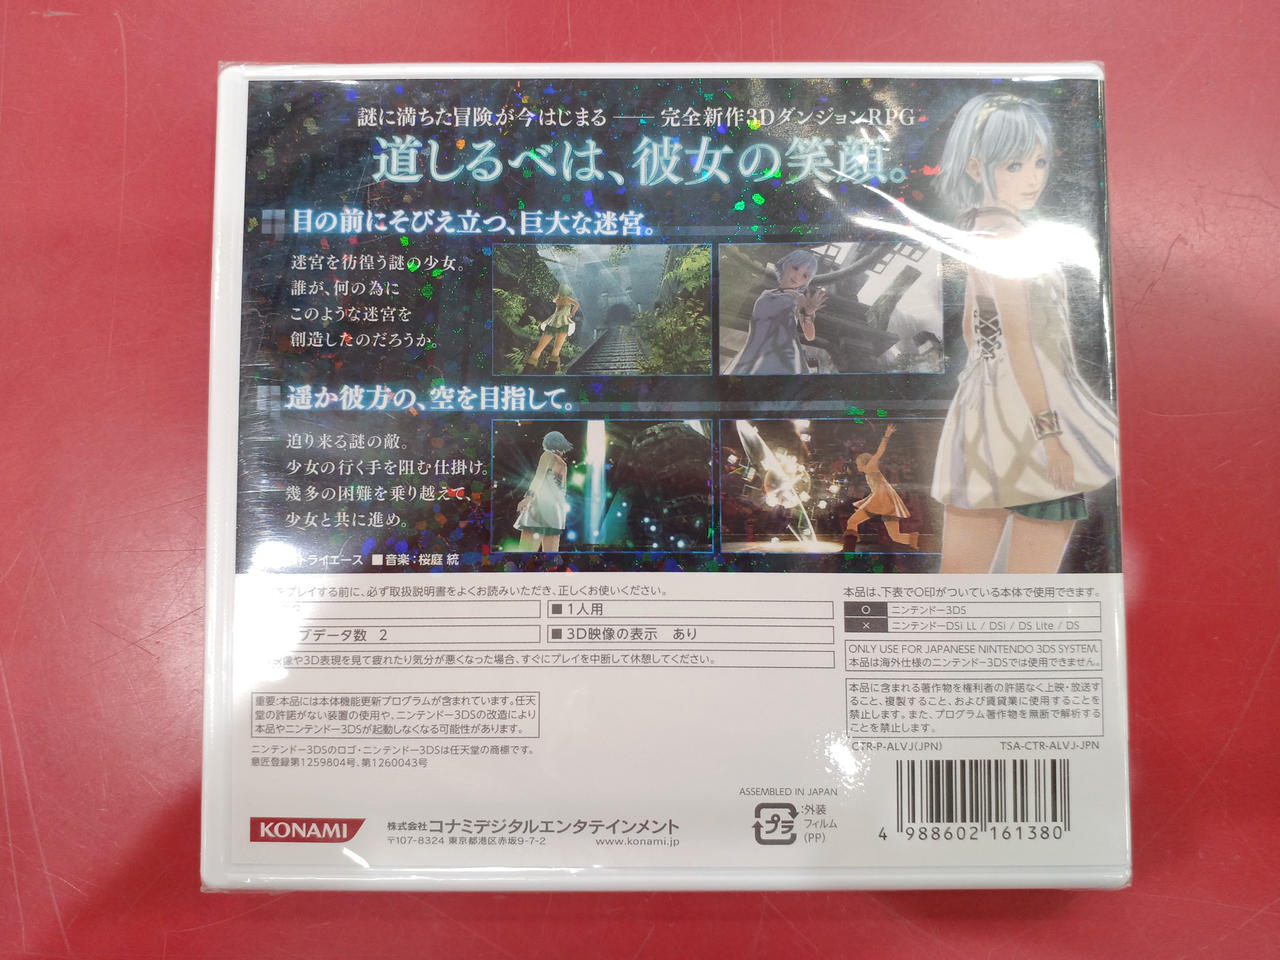 謎に満ちた冒険が今はじまる ── 完全新作3DダンジョンRPG
道しるべは、彼女の笑顔。
目の前にそびえ立つ、巨大な迷宮。
迷宮を彷徨う謎の少女。
誰が、何の為に
このような迷宮を
創造したのだろうか。
遥か彼方の、空を目指して。
迫り来る謎の敵。
少女の行く手を阻む仕掛け。
幾多の困難を乗り越えて、
少女と共に進め。
トライエース ■音楽:桜庭 統
プレイする前に、必ず取扱説明書をよくお読みいただき、正しくお使いください。
■1人用
ブデータ数 2
■3D映像の表示 あり
映像や3D表現を見て疲れたり気分が悪くなった場合、すぐにプレイを中断して休憩してください。
本品は、下表で○印がついている本体で使用できます。
○ ニンテンドー3DS
× ニンテンドーDSi LL / DSi / DS Lite / DS
ONLY USE FOR JAPANESE NINTENDO 3DS SYSTEM.
本品は海外仕様のニンテンドー3DSでは使用できません。
重要:本品には本体機能更新プログラムが含まれています。任天
堂の許諾がない装置の使用や、ニンテンドー3DSの改造により
本品やニンテンドー3DSが起動しなくなる可能性があります。
ニンテンドー3DSのロゴ・ニンテンドー3DSは任天堂の商標です。
意匠登録第1259804号、第1260043号
本品に含まれる著作物を権利者の許諾なく上映・放送す
ること、複製すること、および賃貸業に使用することを
禁止します。また、プログラム著作物を無断で解析する
ことを禁止します。
CTR-P-ALVJ(JPN)
TSA-CTR-ALVJ-JPN
ASSEMBLED IN JAPAN
プラ
:外装
フィルム
(PP)
4 988602 161380
KONAMI
株式会社コナミデジタルエンタテインメント
〒107-8324 東京都港区赤坂9-7-2
www.konami.jp